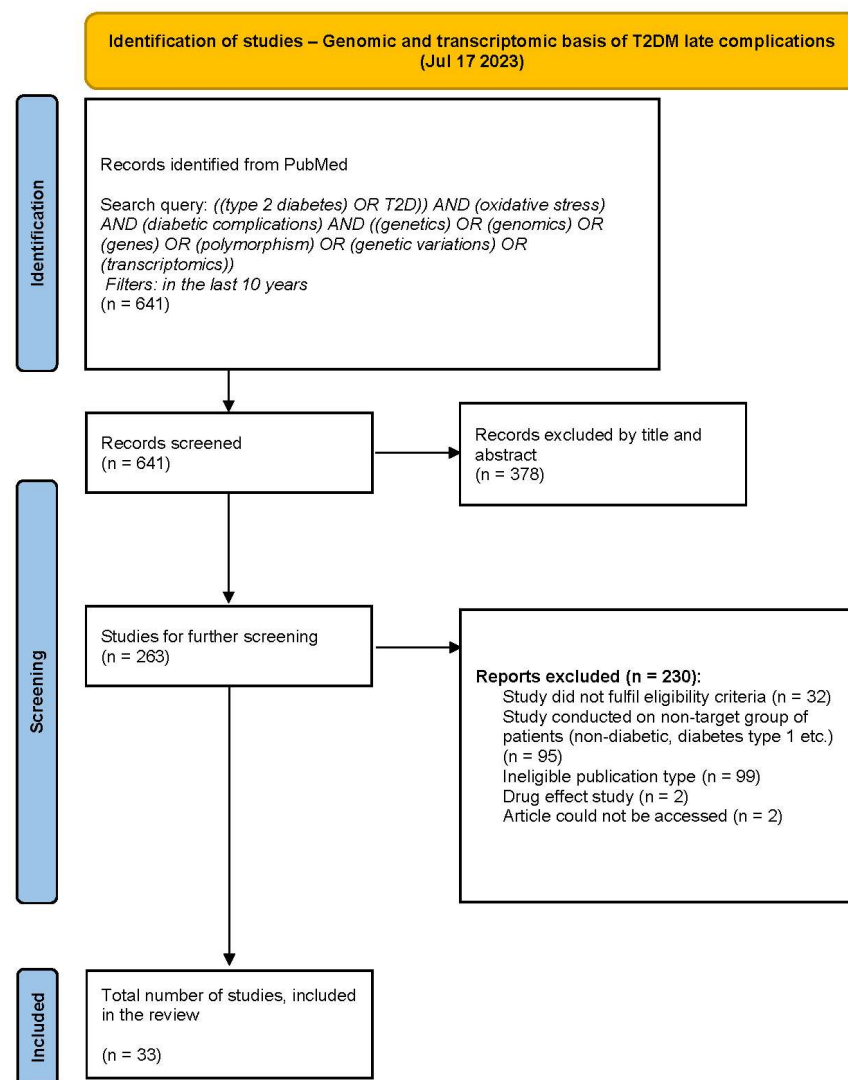 Identification of studies – Genomic and transcriptomic basis of T2DM late complications
(Jul 17 2023)
Identification
Records identified from PubMed
Search query: ((type 2 diabetes) OR T2D)) AND (oxidative stress)
AND (diabetic complications) AND ((genetics) OR (genomics) OR
(genes) OR (polymorphism) OR (genetic variations) OR
(transcriptomics))
Filters: in the last 10 years
(n = 641)
Screening
Records screened
(n = 641)
Records excluded by title and
abstract
(n = 378)
Studies for further screening
(n = 263)
Reports excluded (n = 230):
Study did not fulfil eligibility criteria (n = 32)
Study conducted on non-target group of
patients (non-diabetic, diabetes type 1 etc.)
(n = 95)
Ineligible publication type (n = 99)
Drug effect study (n = 2)
Article could not be accessed (n = 2)
Included
Total number of studies, included
in the review
(n = 33)